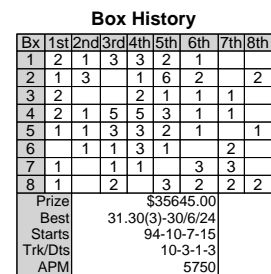 Box History
Bx 1st 2nd 3rd 4th 5th 6th 7th 8th
1 2 1 3 3 2 1
2 1 3 1 6 2 2
3 2 2 1 1 1
4 2 1 5 5 3 1 1
5 1 1 3 3 2 1 1
6 1 1 3 1 2
7 1 1 1 3 3
8 1 2 3 2 2 2
Prize $35645.00
Best 31.30(3)-30/6/24
Starts 94-10-7-15
Trk/Dts 10-3-1-3
APM 5750